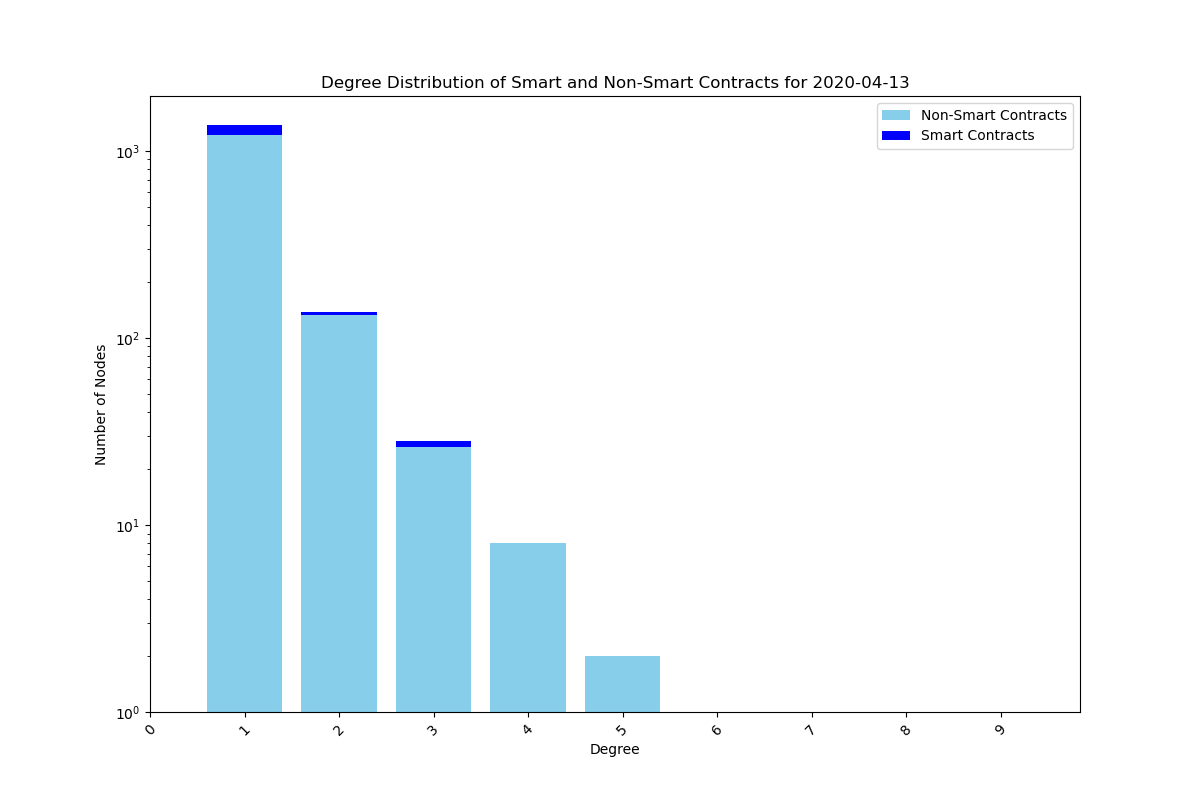 Degree Distribution of Smart and Non-Smart Contracts for 2020-04-13
Non-Smart Contracts
Smart Contracts
Number of Nodes
10³
10²
10¹
10⁰
0 1 2 3 4 5 6 7 8 9
Degree